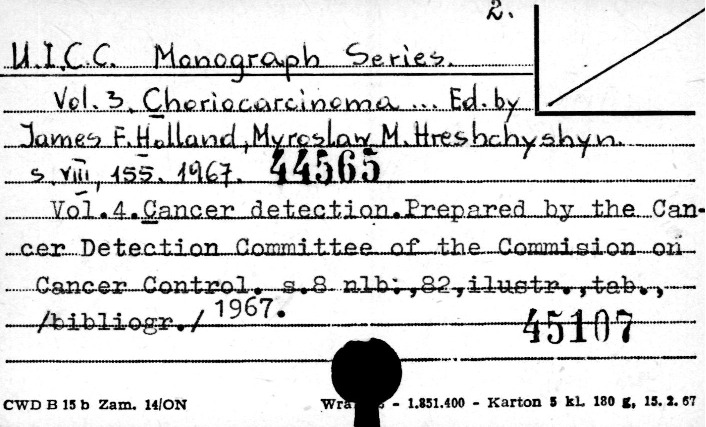 2.
U.I.C.C. Monograph Series.
Vol. 3. Choriocarcinoma ... Ed. by
James F. Holland, Myroslaw M. Hreshchyshyn.
s. VIII, 155. 1967. 44565
Vol.4.Cancer detection.Prepared by the Can-
cer Detection Committee of the Commision on
Cancer Control. s.8 nlb:,82,ilustr.,tab.,
/bibliogr./ 1967.
45107
CWD B 15 b Zam. 14/ON - 1.851.400 - Karton 5 kl. 180 g, 15. 2. 67